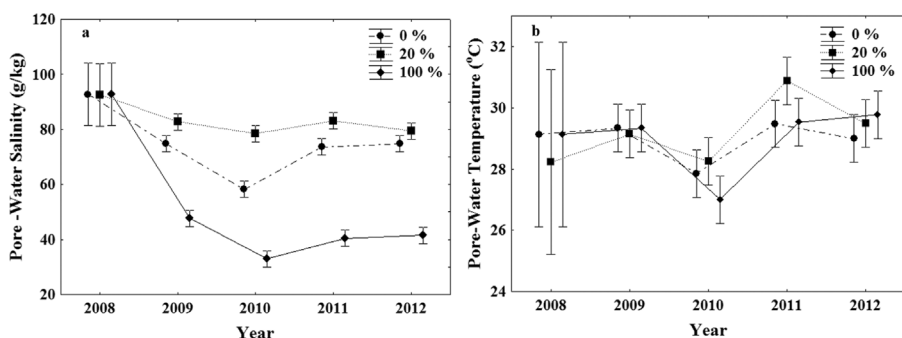 a
0 %
20 %
100 %
Pore -Water Salinity (g/kg)
120
100
80
60
40
20
2008 2009 2010 2011 2012
Year
b
0 %
20 %
100 %
Pore-Water Temperature (°C)
32
30
28
26
24
2008 2009 2010 2011 2012
Year